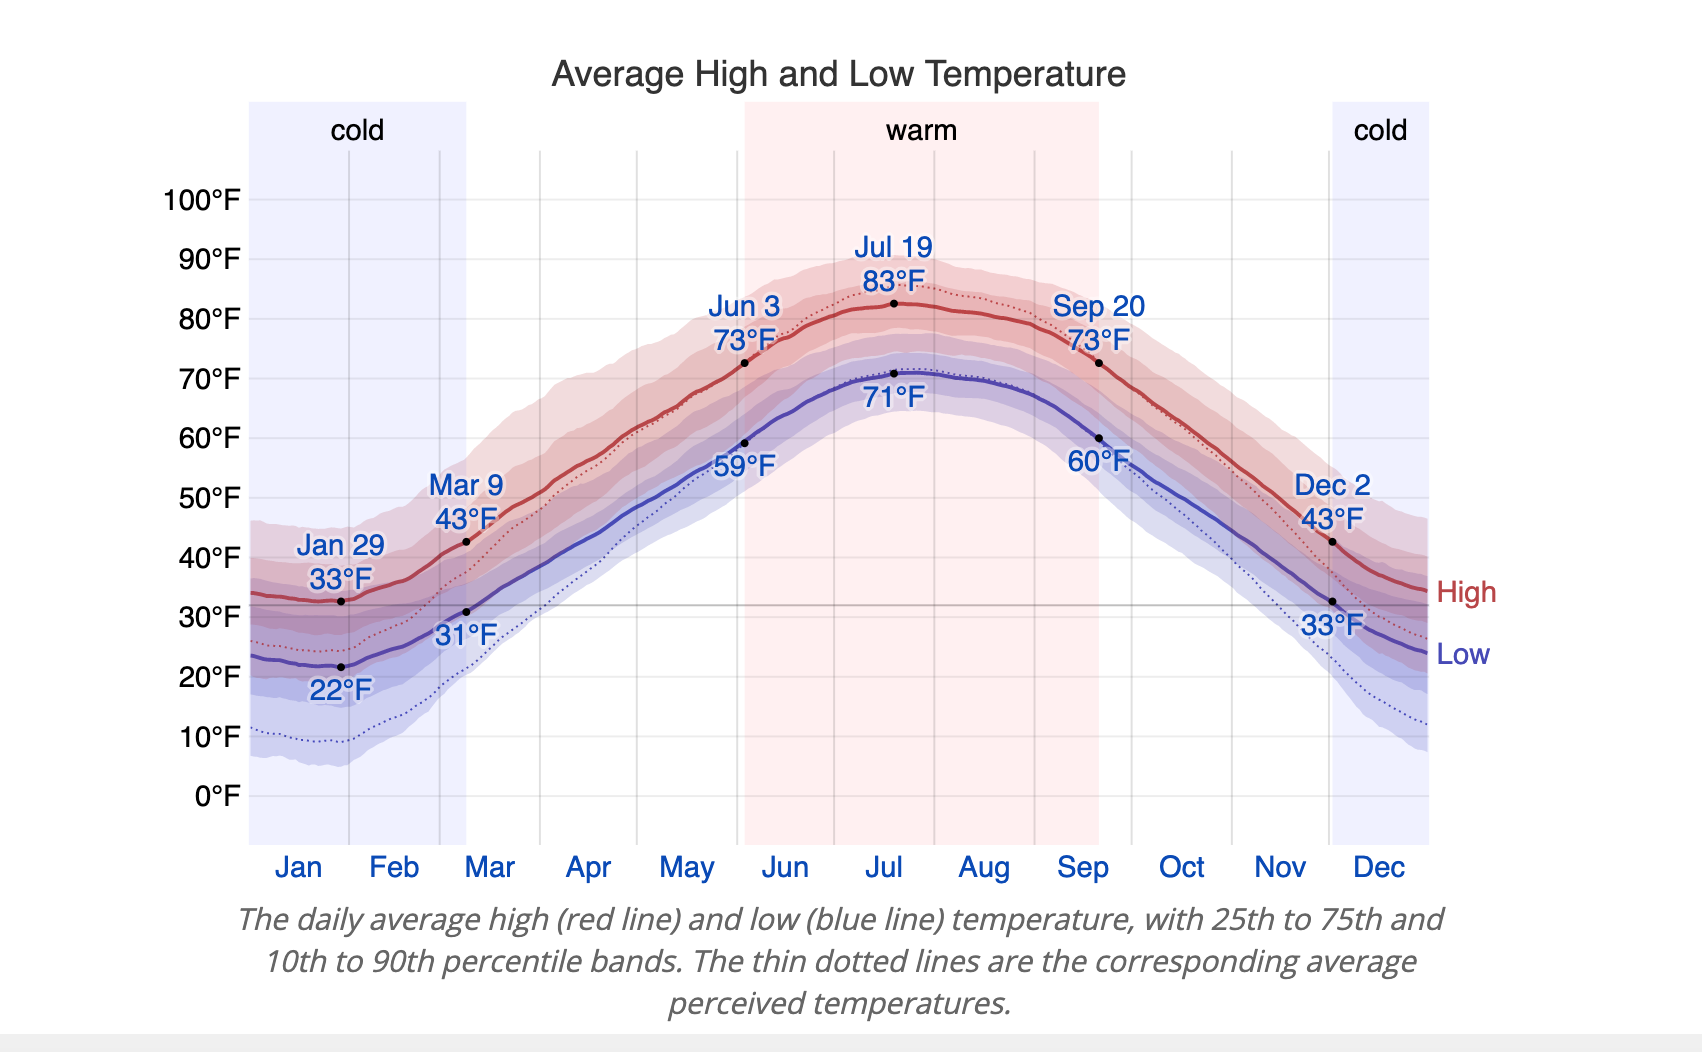 Average High and Low Temperature
cold
warm
cold
100°F
90°F
80°F
70°F
60°F
50°F
40°F
30°F
20°F
10°F
0°F
Jan 29
33°F
22°F
Mar 9
43°F
31°F
Jun 3
73°F
59°F
Jul 19
83°F
71°F
Sep 20
73°F
60°F
Dec 2
43°F
33°F
High
Low
Jan Feb Mar Apr May Jun Jul Aug Sep Oct Nov Dec
The daily average high (red line) and low (blue line) temperature, with 25th to 75th and
10th to 90th percentile bands. The thin dotted lines are the corresponding average
perceived temperatures.